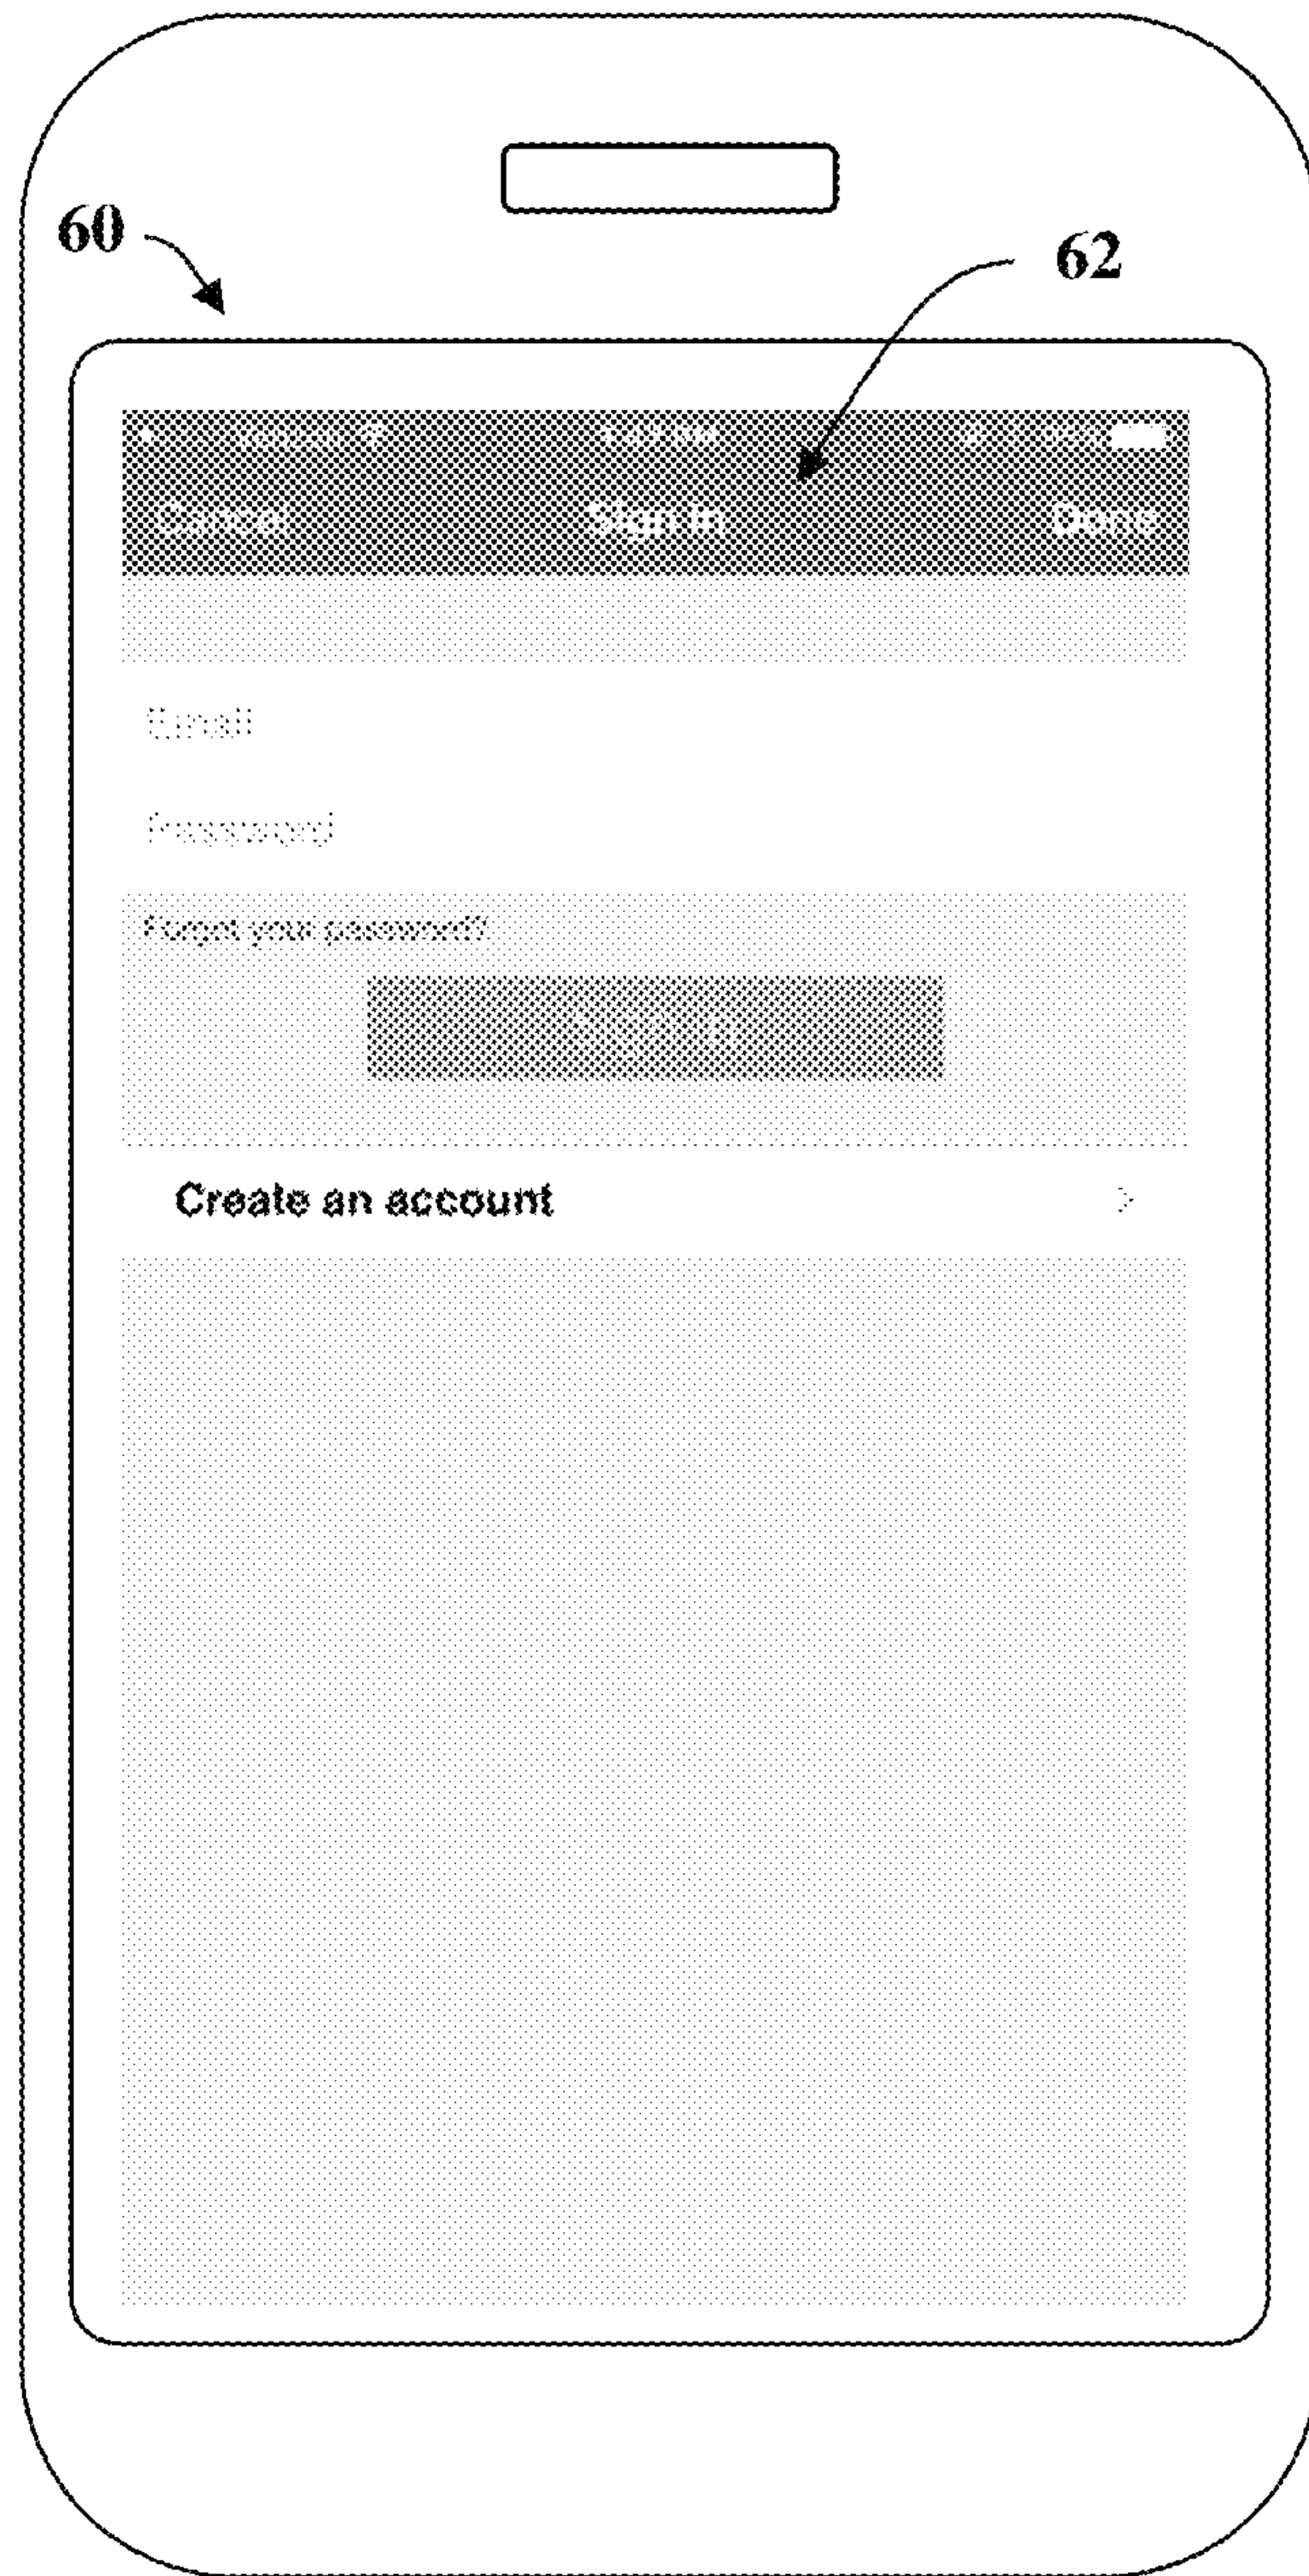 60
62
Cancel Sign In Done
Email
Password
Forgot your password?
Create an account >